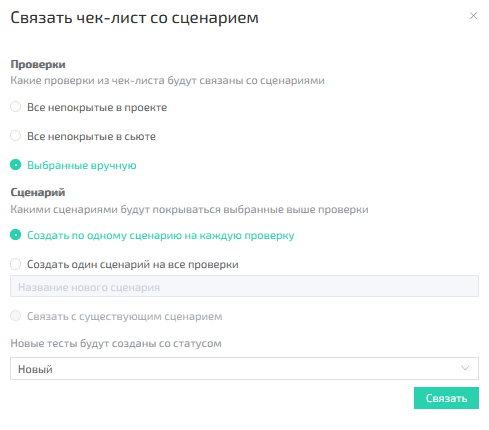 Связать чек-лист со сценарием
Проверки
Какие проверки из чек-листа будут связаны со сценариями
Все непокрытые в проекте
Все непокрытые в сьюте
Выбранные вручную
Сценарий
Какими сценариями будут покрываться выбранные выше проверки
Создать по одному сценарию на каждую проверку
Создать один сценарий на все проверки
Название нового сценария
Связать с существующим сценарием
Новые тесты будут созданы со статусом
Новый
Связать